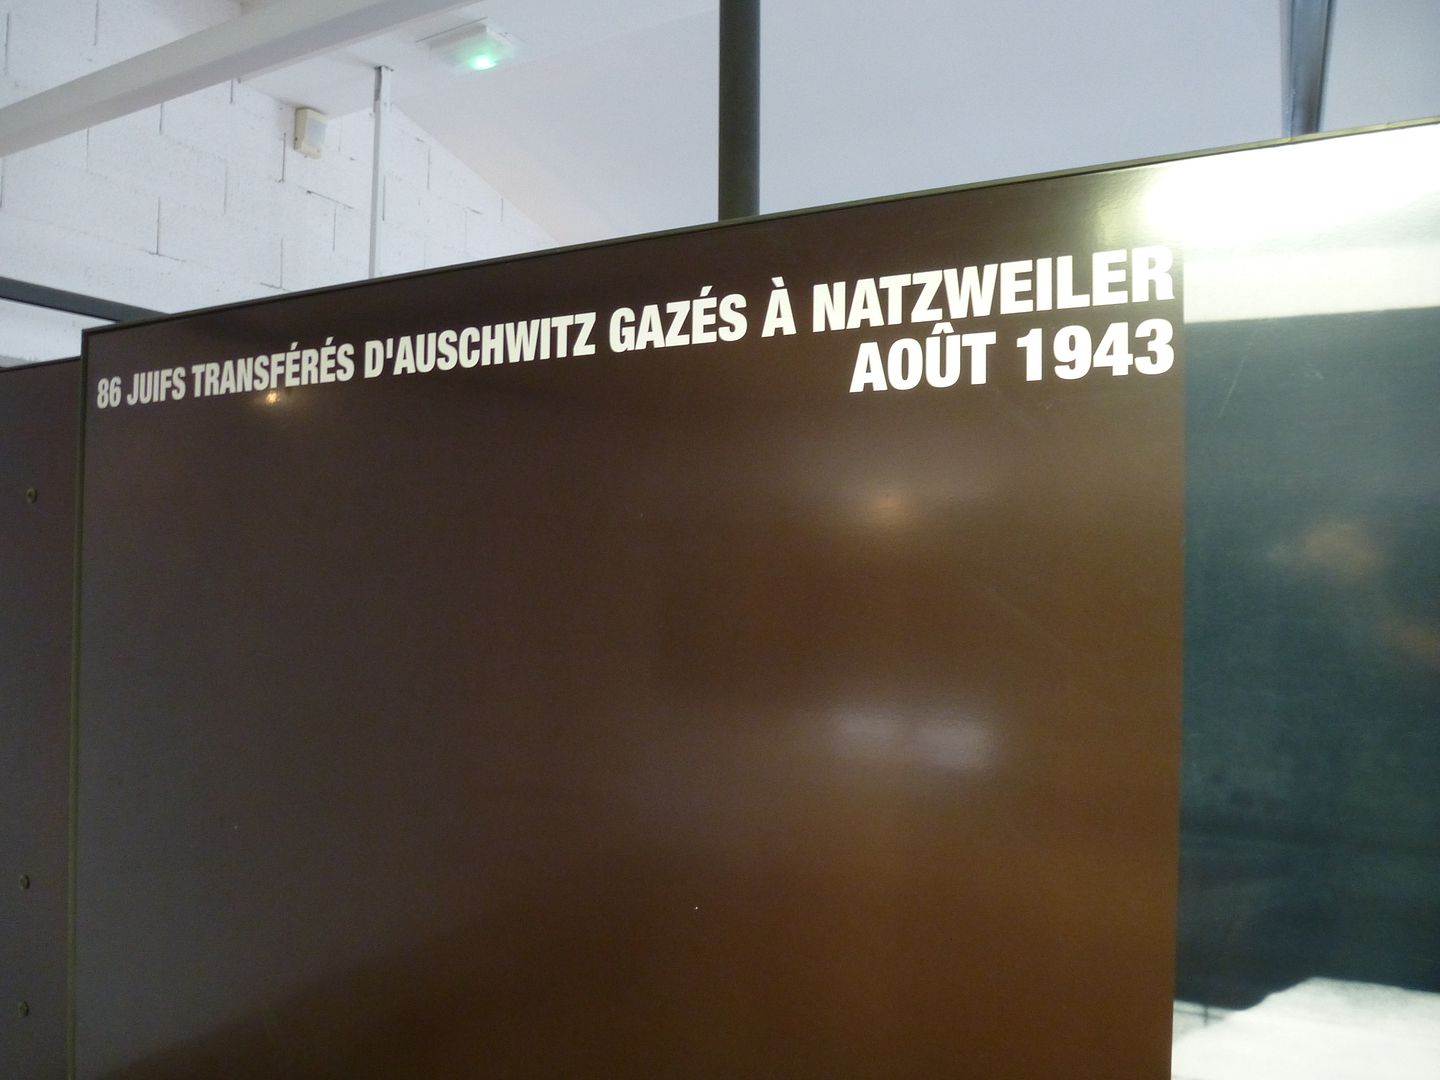 86 JUIFS TRANSFÉRÉS D'AUSCHWITZ GAZÉS À NATZWEILER
AOÛT 1943